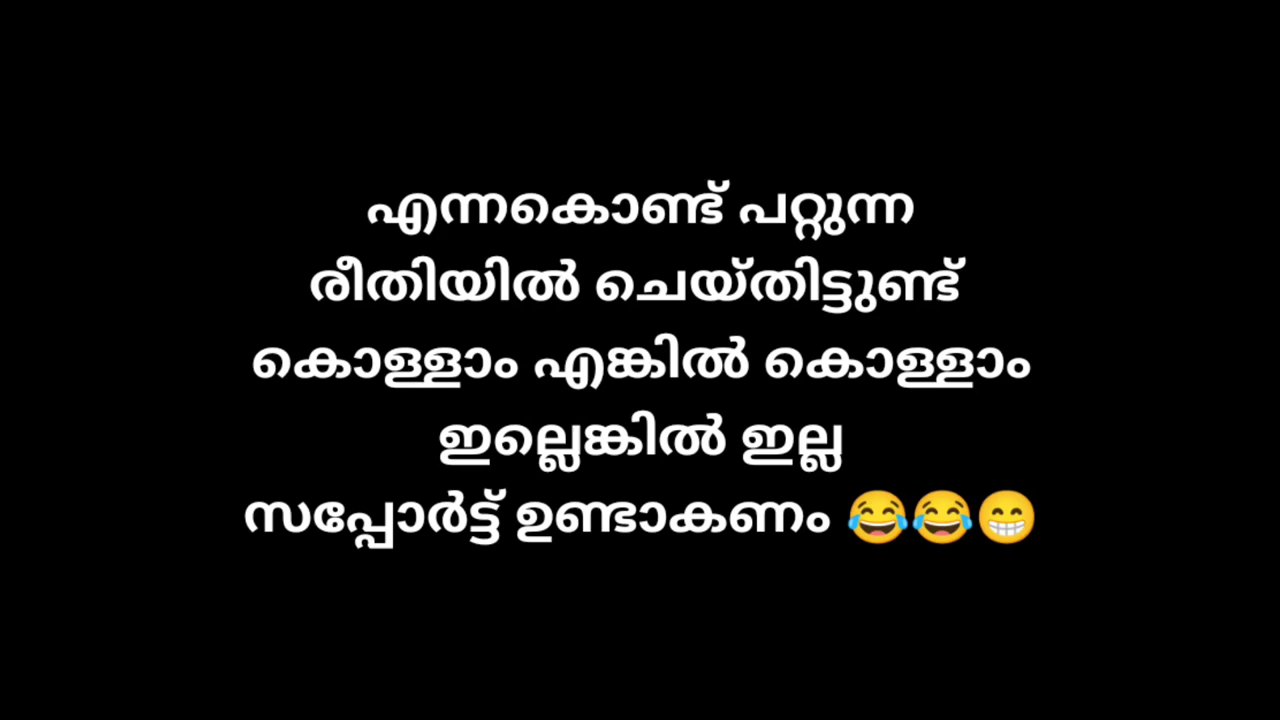 എന്നകൊണ്ട് പറ്റുന്ന
രീതിയിൽ ചെയ്തിട്ടുണ്ട്
കൊള്ളാം എങ്കിൽ കൊള്ളാം
ഇല്ലെങ്കിൽ ഇല്ല
സപ്പോർട്ട് ഉണ്ടാകണം 😂😂😁